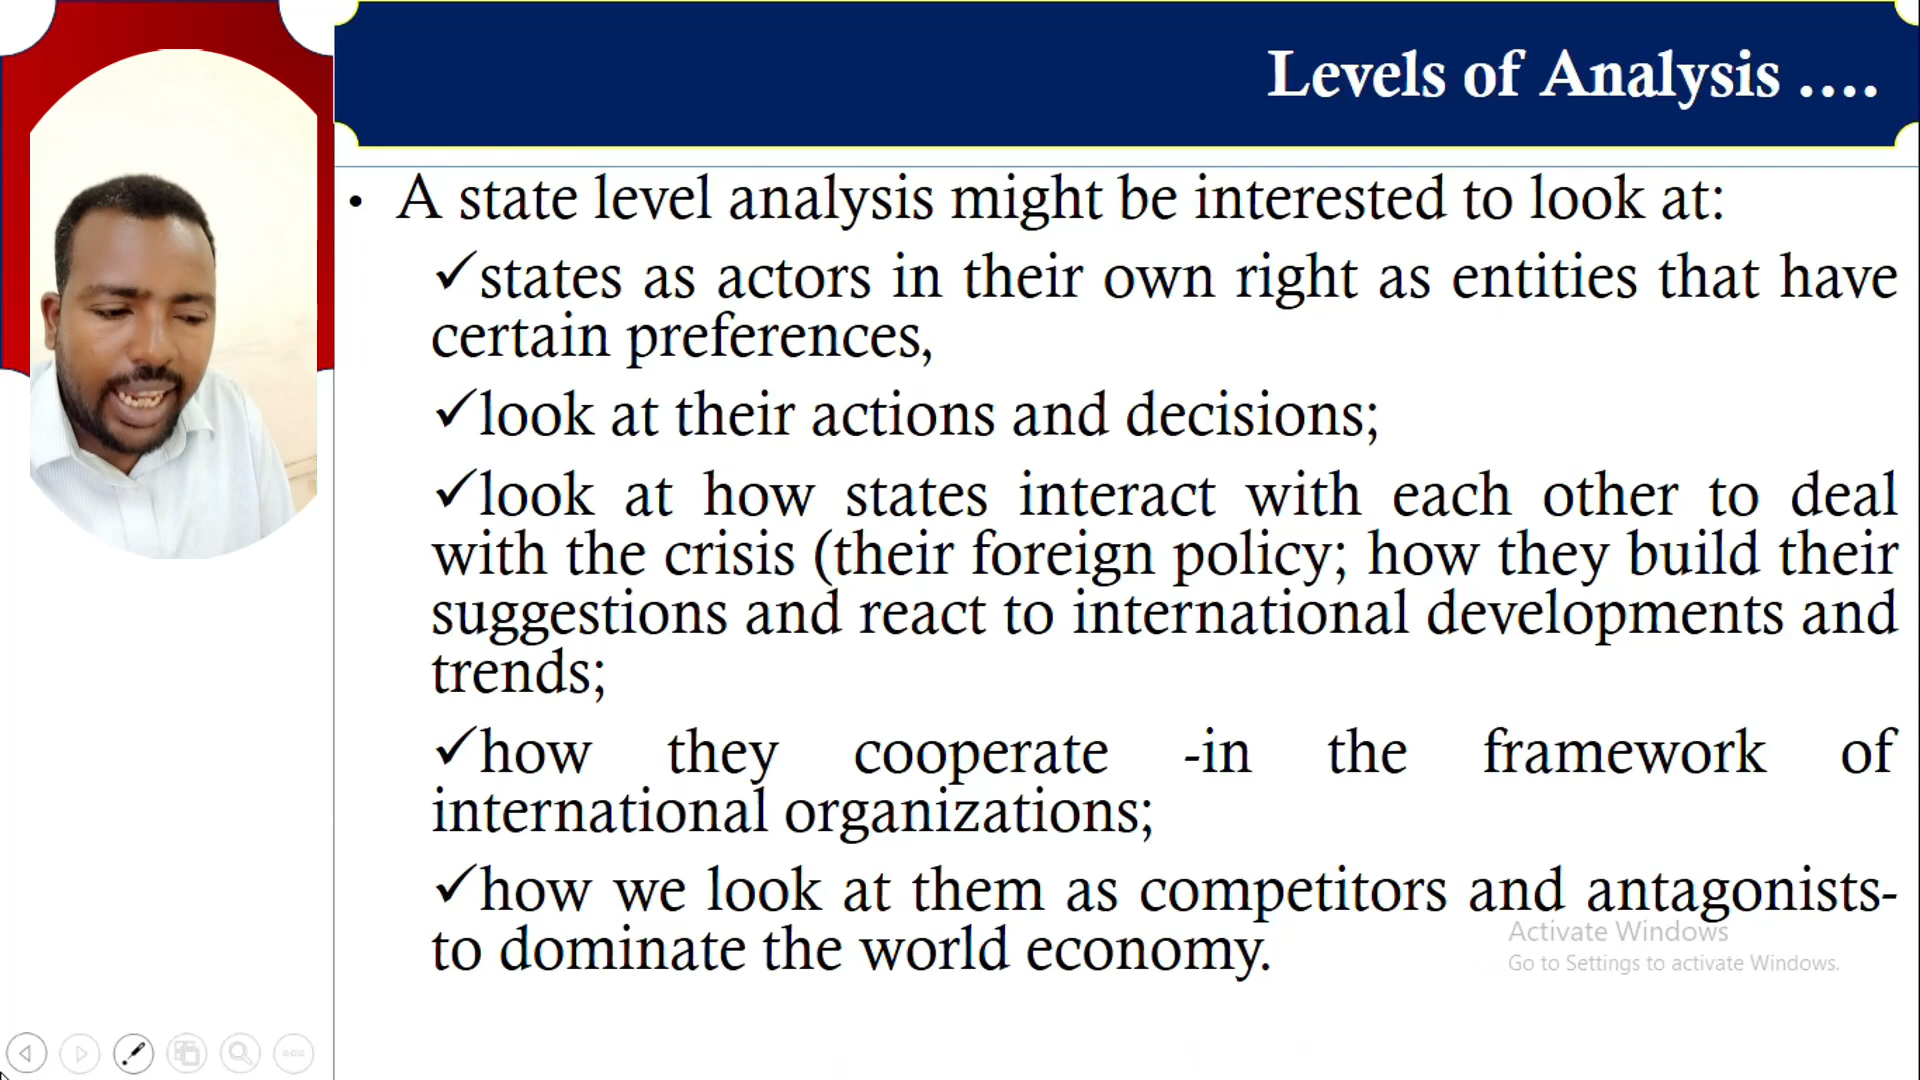 Levels of Analysis ....
• A state level analysis might be interested to look at:
✓states as actors in their own right as entities that have
certain preferences,
✓look at their actions and decisions;
✓look at how states interact with each other to deal
with the crisis (their foreign policy; how they build their
suggestions and react to international developments and
trends;
✓how they cooperate -in the framework of
international organizations;
✓how we look at them as competitors and antagonists-
to dominate the world economy.
Activate Windows
Go to Settings to activate Windows.